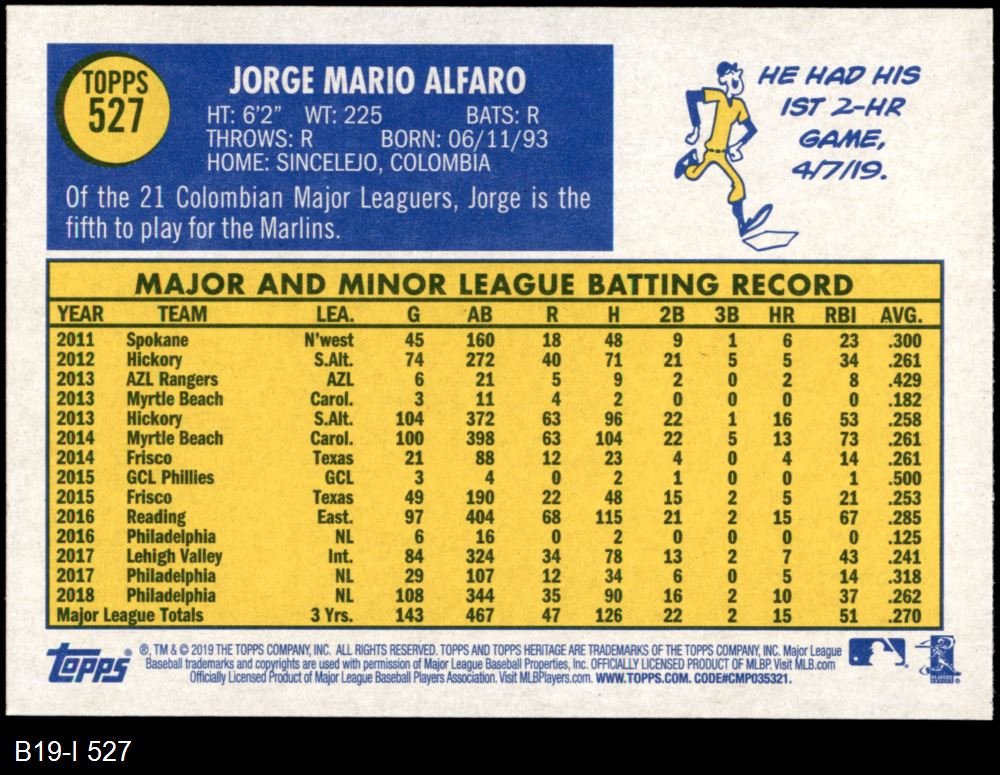 TOPPS
527
JORGE MARIO ALFARO
HT: 6'2" WT: 225 BATS: R
THROWS: R BORN: 06/11/93
HOME: SINCELEJO, COLOMBIA
Of the 21 Colombian Major Leaguers, Jorge is the
fifth to play for the Marlins.
HE HAD HIS
1ST 2-HR
GAME,
4/7/19.
MAJOR AND MINOR LEAGUE BATTING RECORD
YEAR TEAM LEA. G AB R H 2B 3B HR RBI AVG.
2011 Spokane N'west 45 160 18 48 9 1 6 23 .300
2012 Hickory S.Alt. 74 272 40 71 21 5 5 34 .261
2013 AZL Rangers AZL 6 21 5 9 2 0 2 8 .429
2013 Myrtle Beach Carol. 3 11 4 2 0 0 0 0 .182
2013 Hickory S.Alt. 104 372 63 96 22 1 16 53 .258
2014 Myrtle Beach Carol. 100 398 63 104 22 5 13 73 .261
2014 Frisco Texas 21 88 12 23 4 0 4 14 .261
2015 GCL Phillies GCL 3 4 0 2 1 0 0 1 .500
2015 Frisco Texas 49 190 22 48 15 2 5 21 .253
2016 Reading East. 97 404 68 115 21 2 15 67 .285
2016 Philadelphia NL 6 16 0 2 0 0 0 0 .125
2017 Lehigh Valley Int. 84 324 34 78 13 2 7 43 .241
2017 Philadelphia NL 29 107 12 34 6 0 5 14 .318
2018 Philadelphia NL 108 344 35 90 16 2 10 37 .262
Major League Totals 3 Yrs. 143 467 47 126 22 2 15 51 .270
Topps® ®, TM & © 2019 THE TOPPS COMPANY, INC. ALL RIGHTS RESERVED. TOPPS AND TOPPS HERITAGE ARE TRADEMARKS OF THE TOPPS COMPANY, INC. Major League
Baseball trademarks and copyrights are used with permission of Major League Baseball Properties, Inc. OFFICIALLY LICENSED PRODUCT OF MLBP. Visit MLB.com
Officially Licensed Product of Major League Baseball Players Association. Visit MLBPlayers.com. WWW.TOPPS.COM. CODE#CMP035321.
B19-I 527